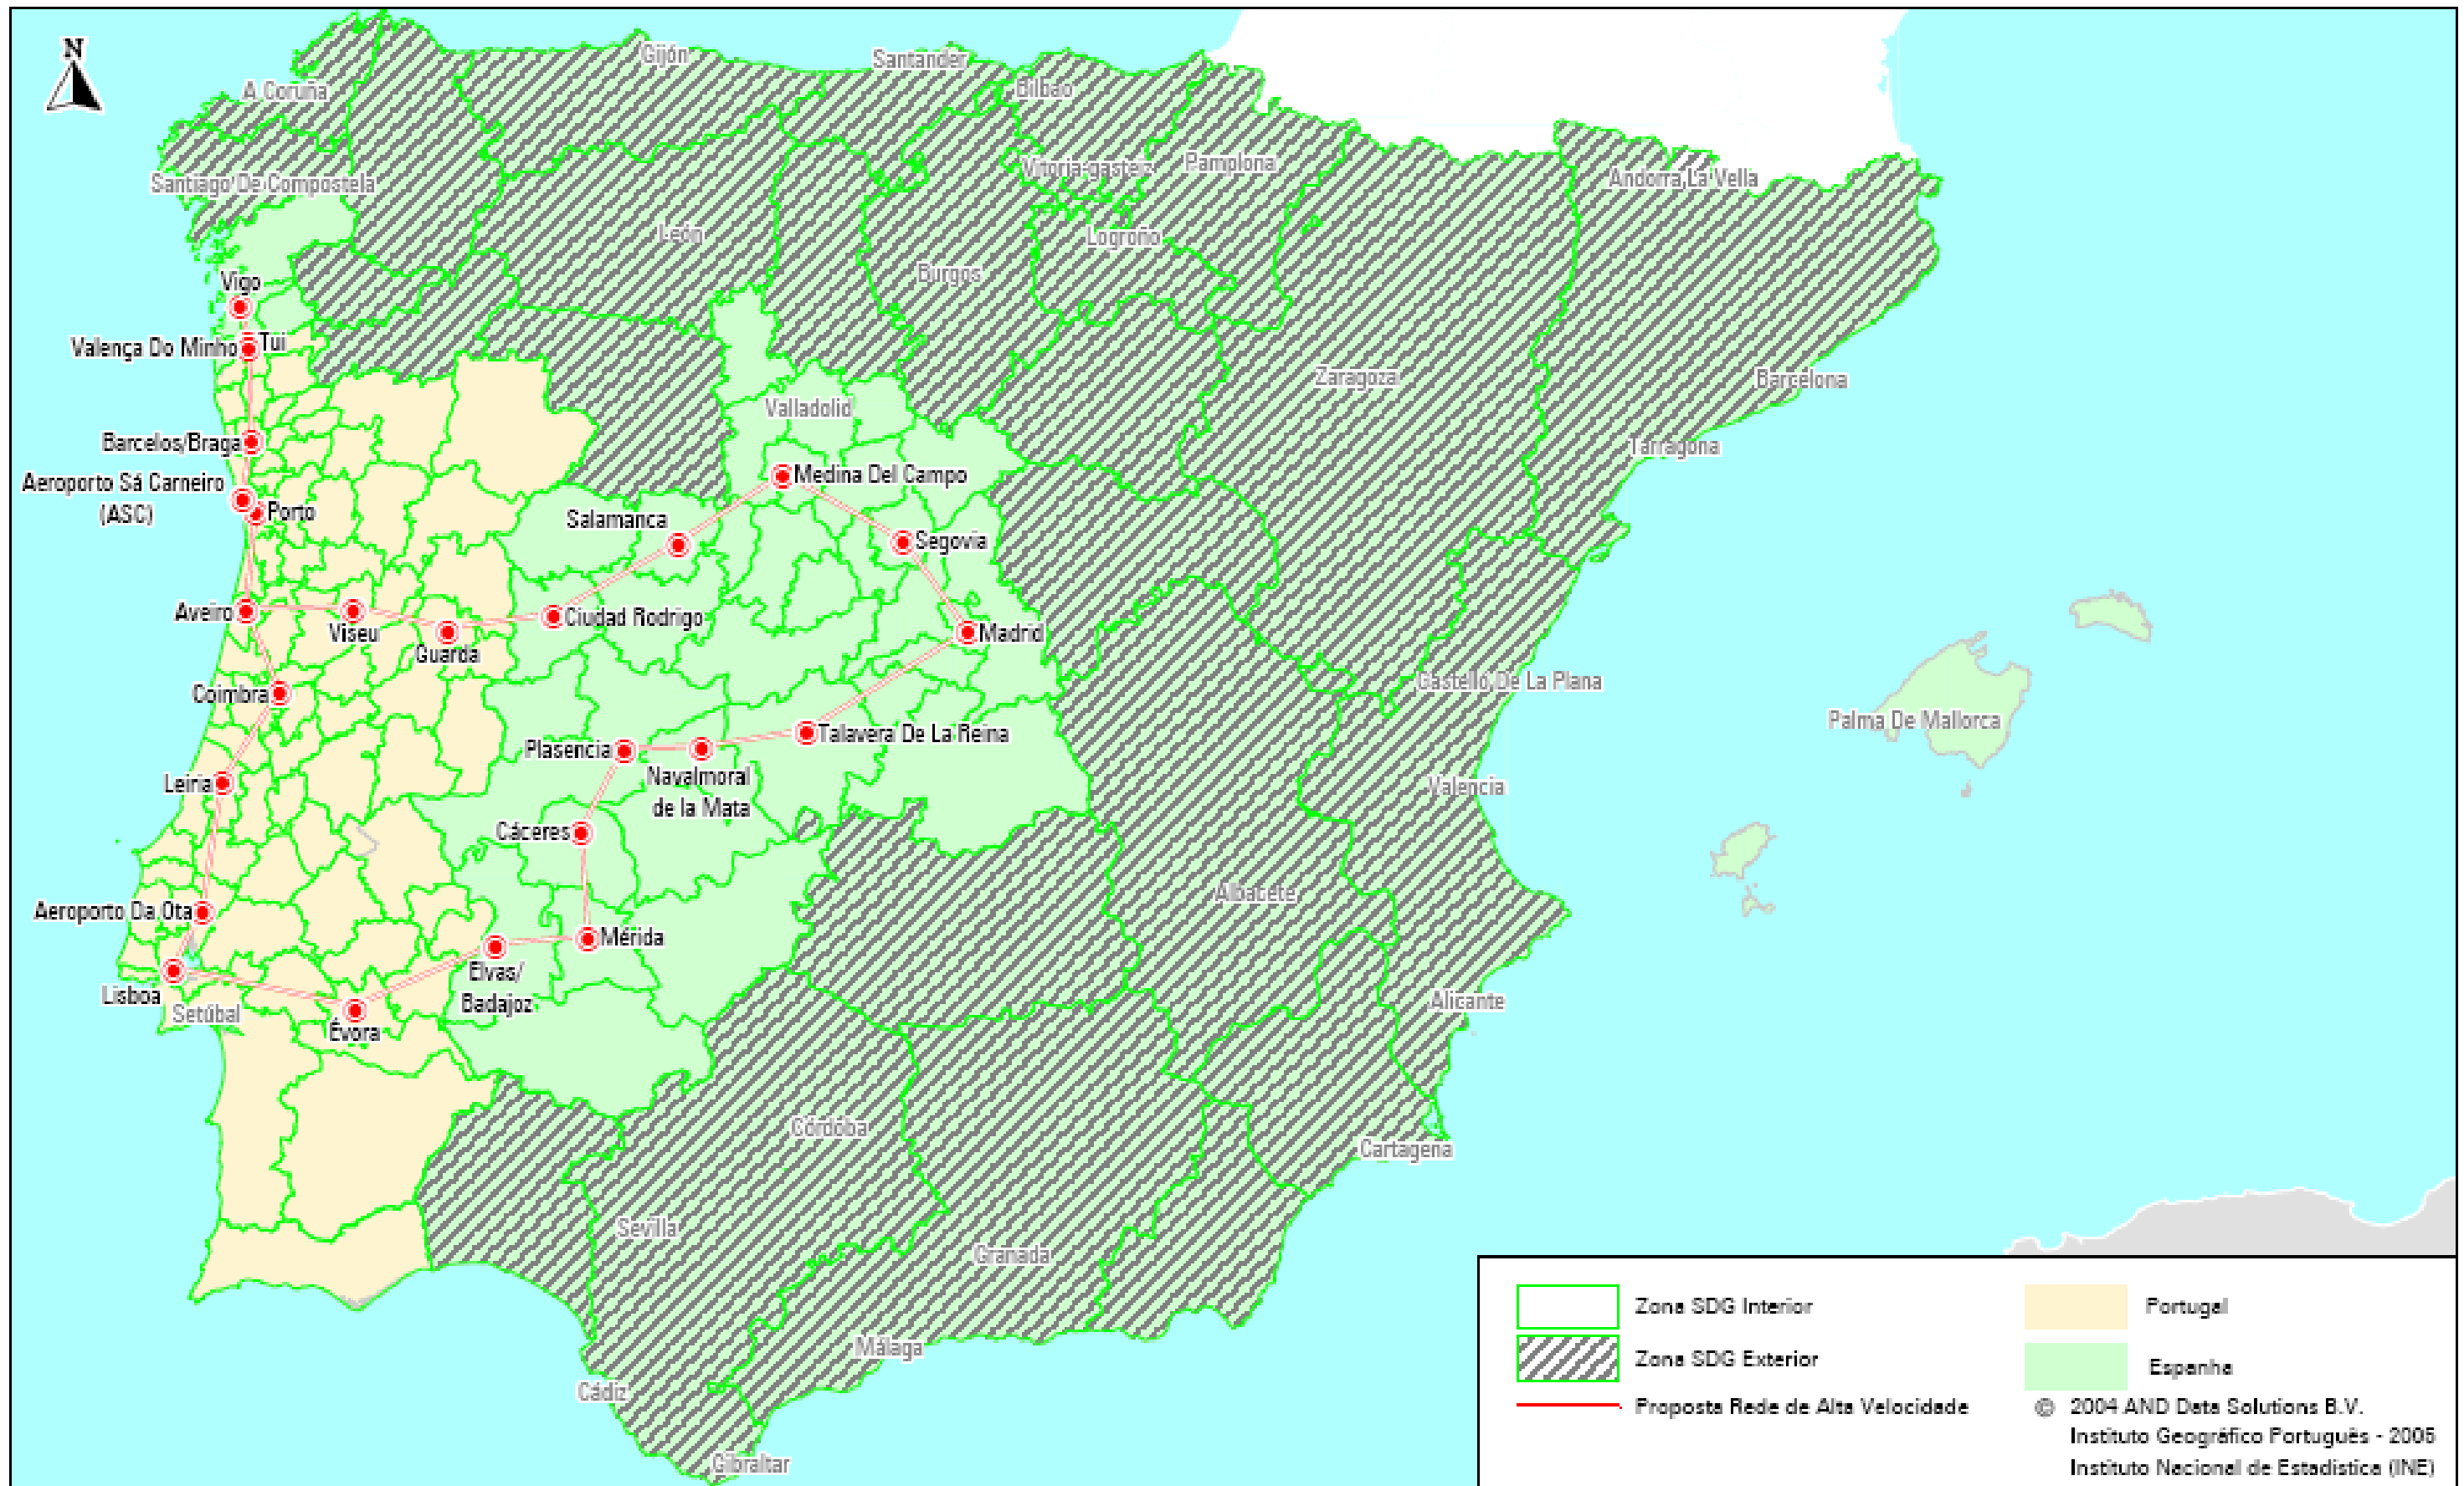 N
Gijón
Santander
A Coruña
Bilbao
Santiago De Compostela
Vitoria-gasteiz
Pamplona
Andorra La Vella
León
Logroño
Burgos
Vigo
Valença Do Minho
Tui
Zaragoza
Barcelona
Valladolid
Barcelos/Braga
Tarragona
Medina Del Campo
Aeroporto Sá Carneiro
(ASC)
Porto
Salamanca
Segovia
Aveiro
Viseu
Guarda
Ciudad Rodrigo
Madrid
Coimbra
Castelló De La Plana
Palma De Mallorca
Plasencia
Talavera De La Reina
Navalmoral
de la Mata
Leiria
Valencia
Cáceres
Albacete
Aeroporto Da Ota
Mérida
Elvas/
Badajoz
Lisboa
Setúbal
Évora
Alicante
Córdóba
Cartagena
Sevilla
Granada
Málaga
Cádiz
Gibraltar
Zona SDG Interior
Zona SDG Exterior
Proposta Rede de Alta Velocidade
Portugal
Espanha
© 2004 AND Data Solutions B.V.
Instituto Geográfico Português - 2005
Instituto Nacional de Estadistica (INE)